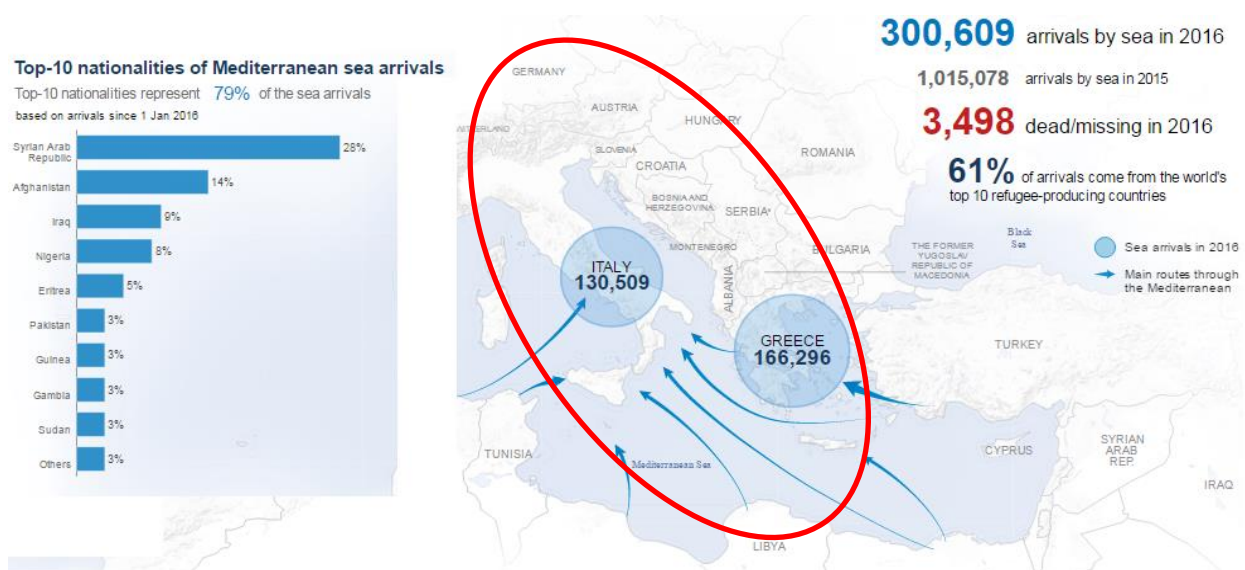 Top-10 nationalities of Mediterranean sea arrivals
Top-10 nationalities represent 79% of the sea arrivals
based on arrivals since 1 Jan 2016
Syrian Arab
Republic
28%
Afghanistan
14%
Iraq
9%
Nigeria
8%
Eritrea
5%
Pakistan
3%
Guinea
3%
Gambia
3%
Sudan
3%
Others
3%
300,609 arrivals by sea in 2016
1,015,078 arrivals by sea in 2015
3,498 dead/missing in 2016
61% of arrivals come from the world's
top 10 refugee-producing countries
Sea arrivals in 2016
Main routes through
the Mediterranean
GERMANY
AUSTRIA
HUNGARY
SLOVENIA
CROATIA
ROMANIA
BOSNIA AND
HERZEGOVINA
SERBIA
MONTENEGRO
BULGARIA
Black
Sea
THE FORMER
YUGOSLAV
REPUBLIC OF
MACEDONIA
ALBANIA
ITALY
130,509
GREECE
166,296
TURKEY
TUNISIA
Mediterranean Sea
CYPRUS
SYRIAN
ARAB
REP.
IRAQ
LIBYA